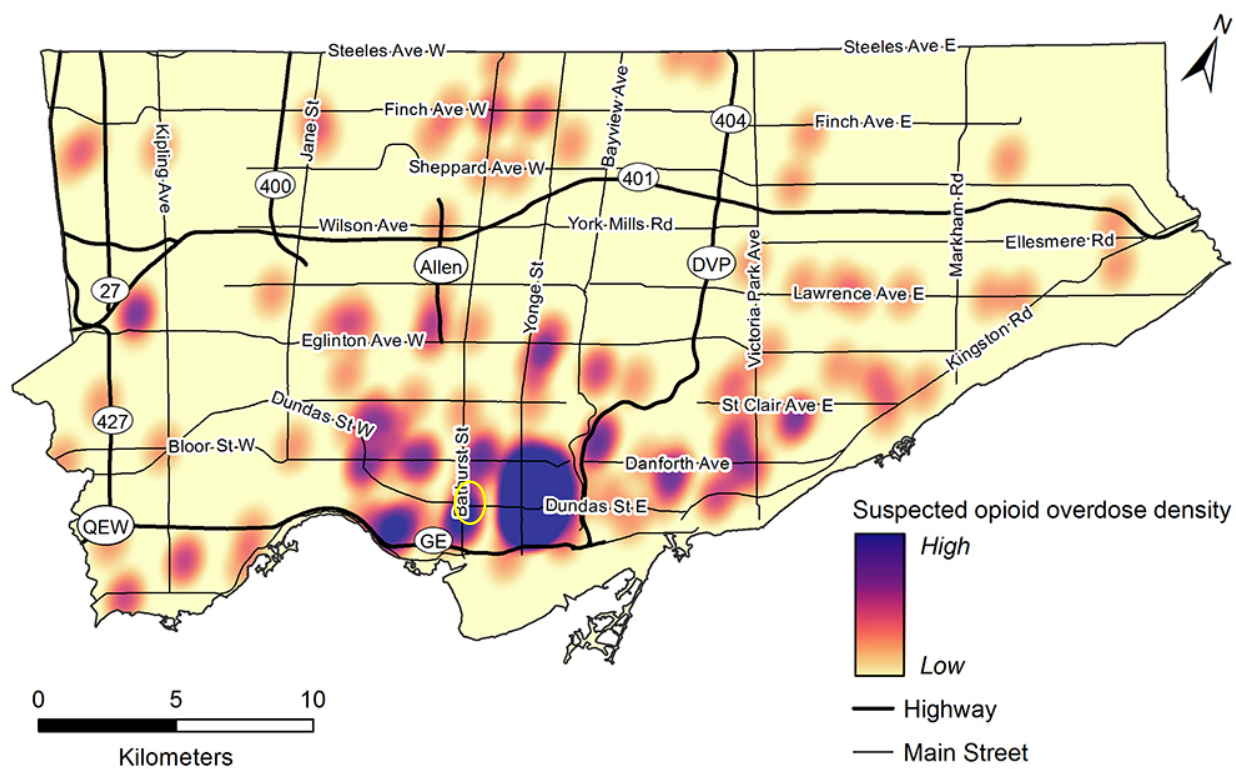 N
Steeles Ave W
Steeles Ave E
Finch Ave W
Finch Ave E
Jane St
Kipling Ave
Bayview Ave
404
Sheppard Ave W
400
401
Markham Rd
Wilson Ave
York Mills Rd
Ellesmere Rd
Allen
DVP
27
Yonge St
Victoria Park Ave
Lawrence Ave E
Eglinton Ave W
Kingston Rd
Dundas St W
St Clair Ave E
427
Bloor St W
Bathurst St
Danforth Ave
Dundas St E
QEW
GE
Suspected opioid overdose density
High
Low
Highway
Main Street
0 5 10
Kilometers